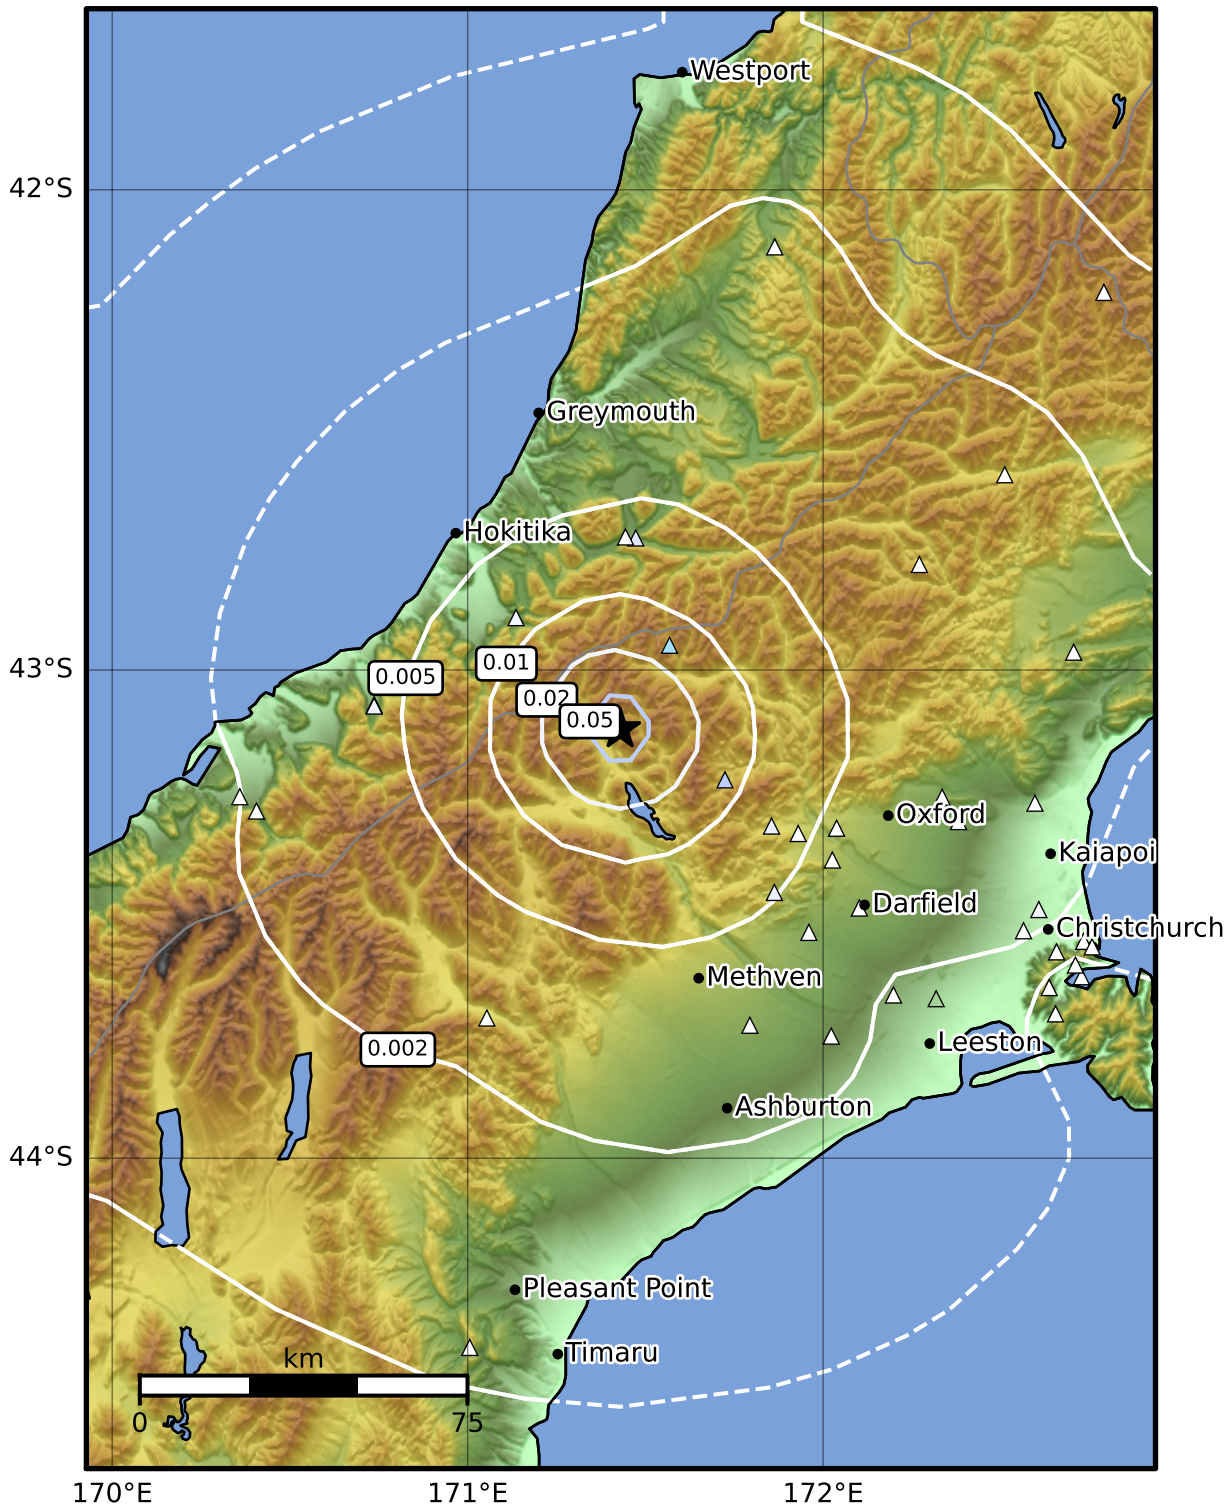 Westport
42°S
Greymouth
Hokitika
43°S
0.01
0.005
0.02
0.05
Oxford
Kaiapoi
Darfield
Christchurch
Methven
Leeston
0.002
Ashburton
44°S
Pleasant Point
Timaru
km
0
75
170°E
171°E
172°E